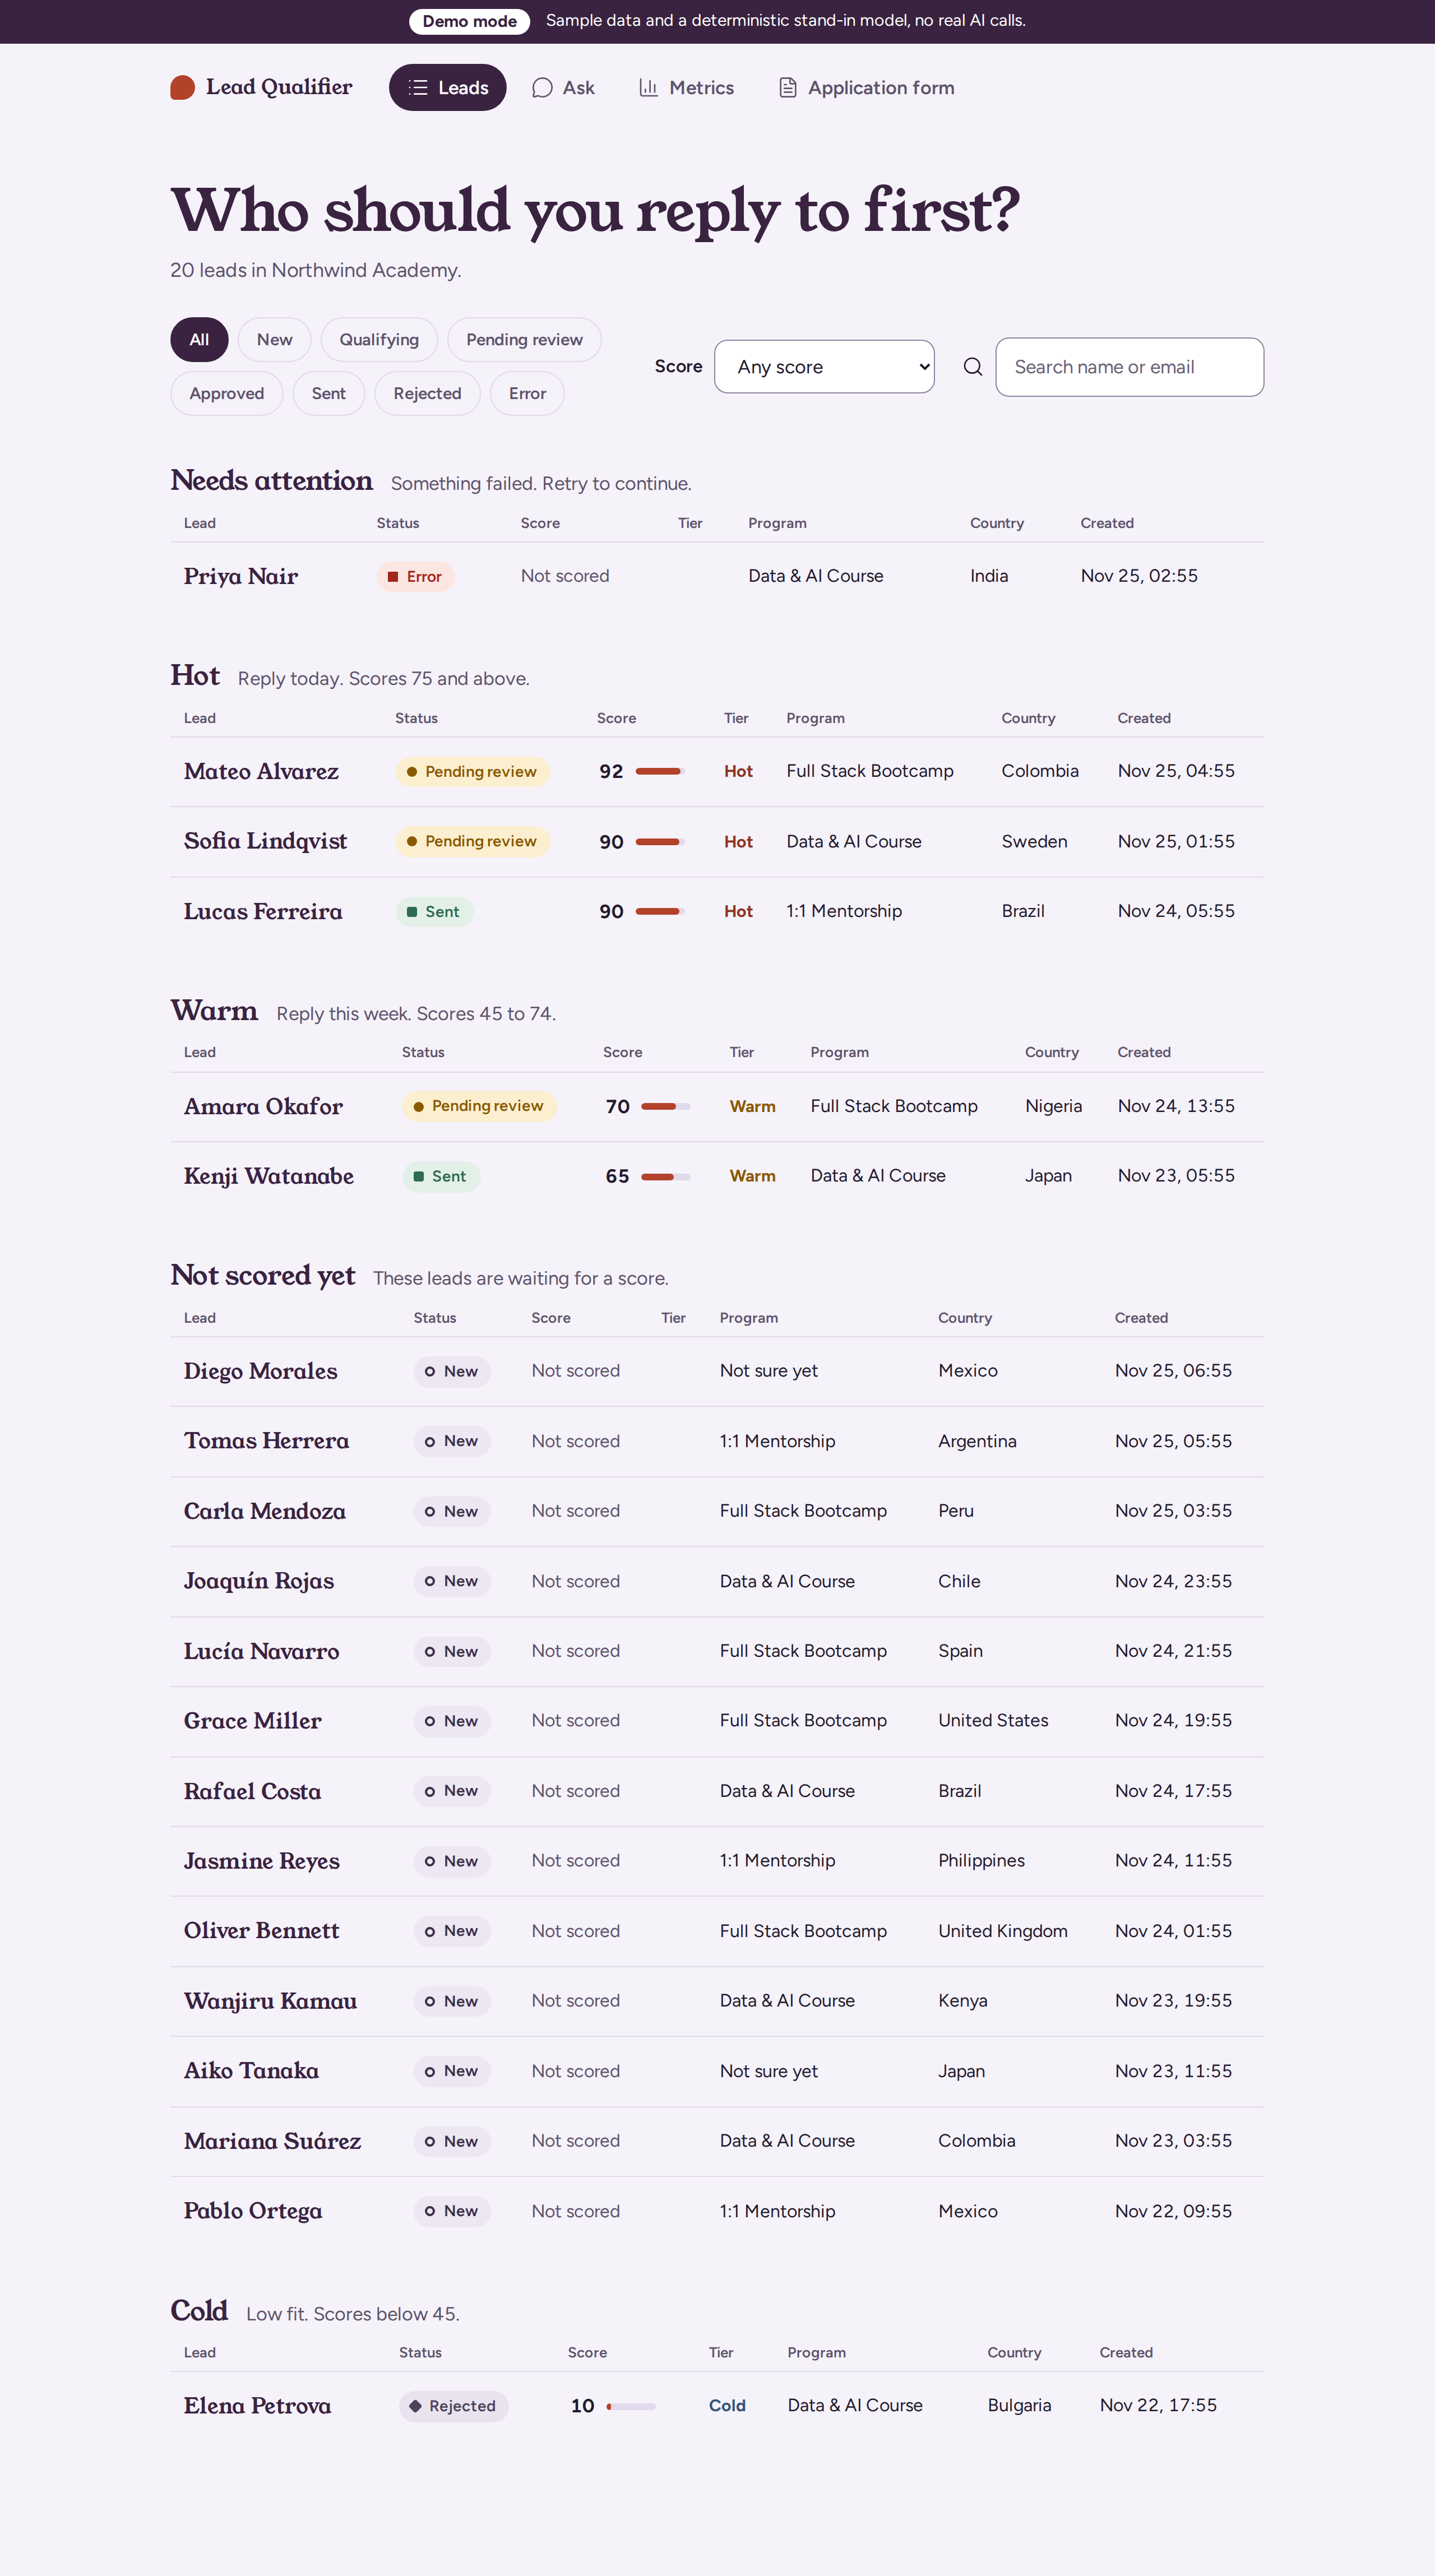 Demo mode Sample data and a deterministic stand-in model, no real AI calls.
Lead Qualifier Leads Ask Metrics Application form
Who should you reply to first?
20 leads in Northwind Academy.
All New Qualifying Pending review
Approved Sent Rejected Error
Score Any score Search name or email
Needs attention Something failed. Retry to continue.
Lead Status Score Tier Program Country Created
Priya Nair Error Not scored Data & AI Course India Nov 25, 02:55
Hot Reply today. Scores 75 and above.
Lead Status Score Tier Program Country Created
Mateo Alvarez Pending review 92 Hot Full Stack Bootcamp Colombia Nov 25, 04:55
Sofia Lindqvist Pending review 90 Hot Data & AI Course Sweden Nov 25, 01:55
Lucas Ferreira Sent 90 Hot 1:1 Mentorship Brazil Nov 24, 05:55
Warm Reply this week. Scores 45 to 74.
Lead Status Score Tier Program Country Created
Amara Okafor Pending review 70 Warm Full Stack Bootcamp Nigeria Nov 24, 13:55
Kenji Watanabe Sent 65 Warm Data & AI Course Japan Nov 23, 05:55
Not scored yet These leads are waiting for a score.
Lead Status Score Tier Program Country Created
Diego Morales New Not scored Not sure yet Mexico Nov 25, 06:55
Tomas Herrera New Not scored 1:1 Mentorship Argentina Nov 25, 05:55
Carla Mendoza New Not scored Full Stack Bootcamp Peru Nov 25, 03:55
Joaquín Rojas New Not scored Data & AI Course Chile Nov 24, 23:55
Lucía Navarro New Not scored Full Stack Bootcamp Spain Nov 24, 21:55
Grace Miller New Not scored Full Stack Bootcamp United States Nov 24, 19:55
Rafael Costa New Not scored Data & AI Course Brazil Nov 24, 17:55
Jasmine Reyes New Not scored 1:1 Mentorship Philippines Nov 24, 11:55
Oliver Bennett New Not scored Full Stack Bootcamp United Kingdom Nov 24, 01:55
Wanjiru Kamau New Not scored Data & AI Course Kenya Nov 23, 19:55
Aiko Tanaka New Not scored Not sure yet Japan Nov 23, 11:55
Mariana Suárez New Not scored Data & AI Course Colombia Nov 23, 03:55
Pablo Ortega New Not scored 1:1 Mentorship Mexico Nov 22, 09:55
Cold Low fit. Scores below 45.
Lead Status Score Tier Program Country Created
Elena Petrova Rejected 10 Cold Data & AI Course Bulgaria Nov 22, 17:55